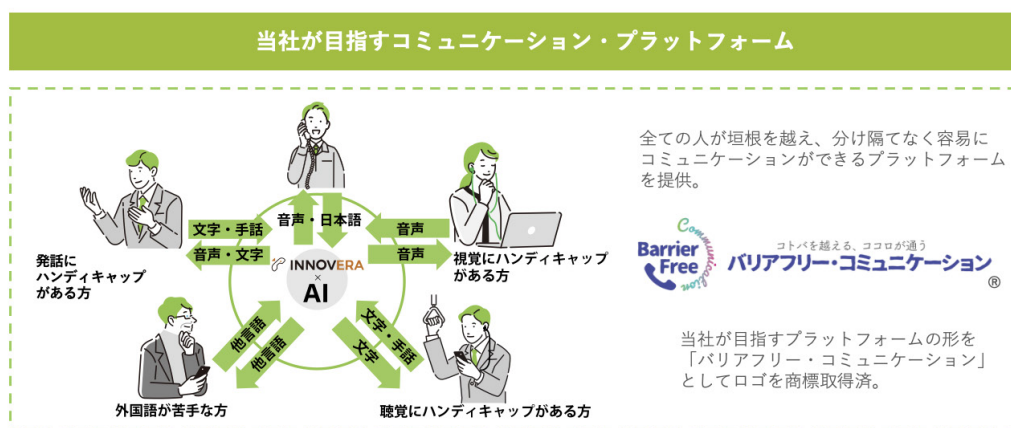 当社が目指すコミュニケーション・プラットフォーム
全ての人が垣根を越え、分け隔てなく容易に
コミュニケーションができるプラットフォーム
を提供。
文字・手話
音声・文字
音声・日本語
音声
音声
発話に
ハンディキャップ
がある方
INNOVERA
×
AI
視覚にハンディキャップ
がある方
他言語
他言語
文字・手話
文字
外国語が苦手な方
聴覚にハンディキャップがある方
Communication
Barrier
Free
コトバを越える、ココロが通う
バリアフリー・コミュニケーション
®
当社が目指すプラットフォームの形を
「バリアフリー・コミュニケーション」
としてロゴを商標取得済。